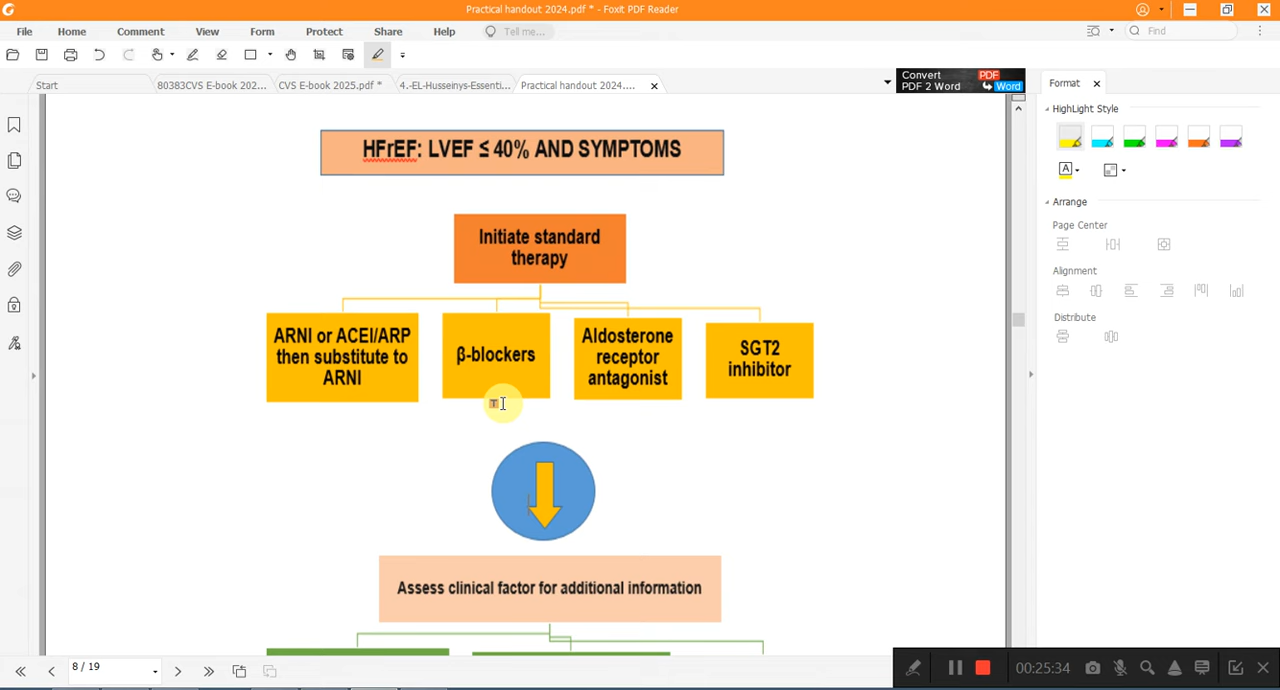 Practical handout 2024.pdf * - Foxit PDF Reader
File Home Comment View Form Protect Share Help Tell me... Find
Start 80383CVS E-book 202... CVS E-book 2025.pdf * 4.-EL-Husseinys-Essenti... Practical handout 2024....
Convert PDF
PDF 2 Word Word
Format
HighLight Style
Arrange
Page Center
Alignment
Distribute
HFrEF: LVEF ≤ 40% AND SYMPTOMS
Initiate standard
therapy
ARNI or ACEI/ARP
then substitute to
ARNI
β-blockers
Aldosterone
receptor
antagonist
SGT2
inhibitor
Assess clinical factor for additional information
8 / 19
00:25:34